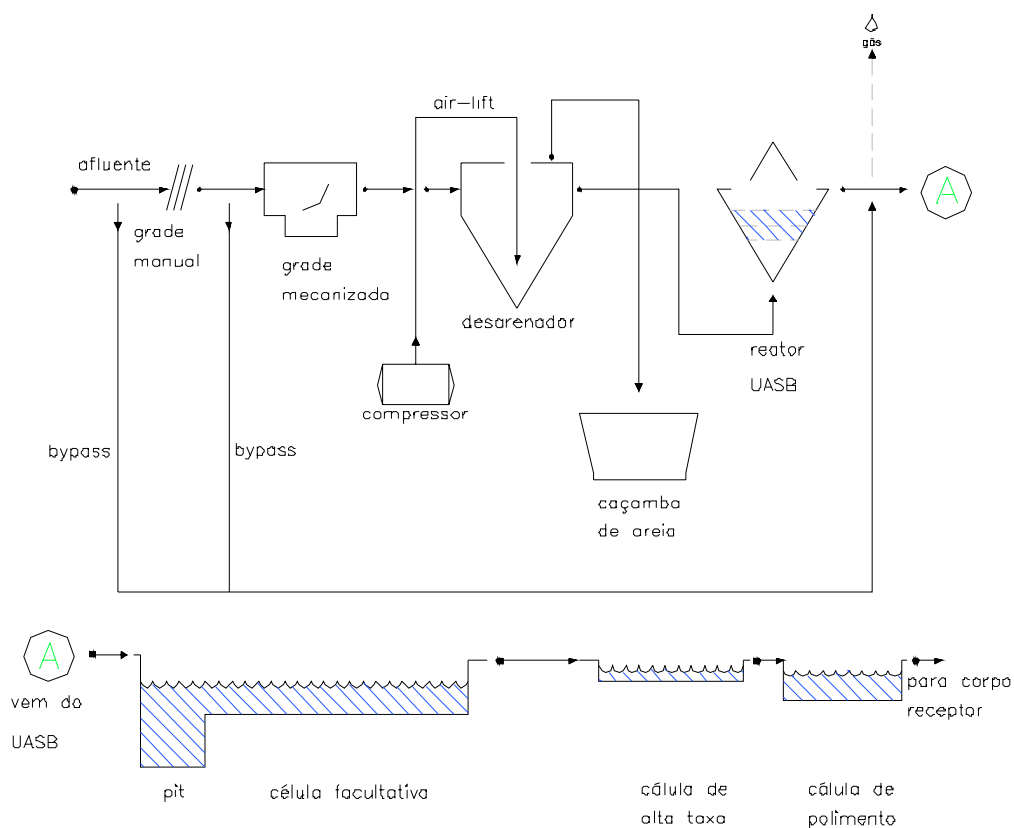 gás
air-lift
afluente
A
grade
manual
grade
mecanizada
desarenador
reator
UASB
compressor
bypass
bypass
caçamba
de areia
A
vem do
UASB
para corpo
receptor
pit
célula facultativa
cálula de
alta taxa
cálula de
polimento